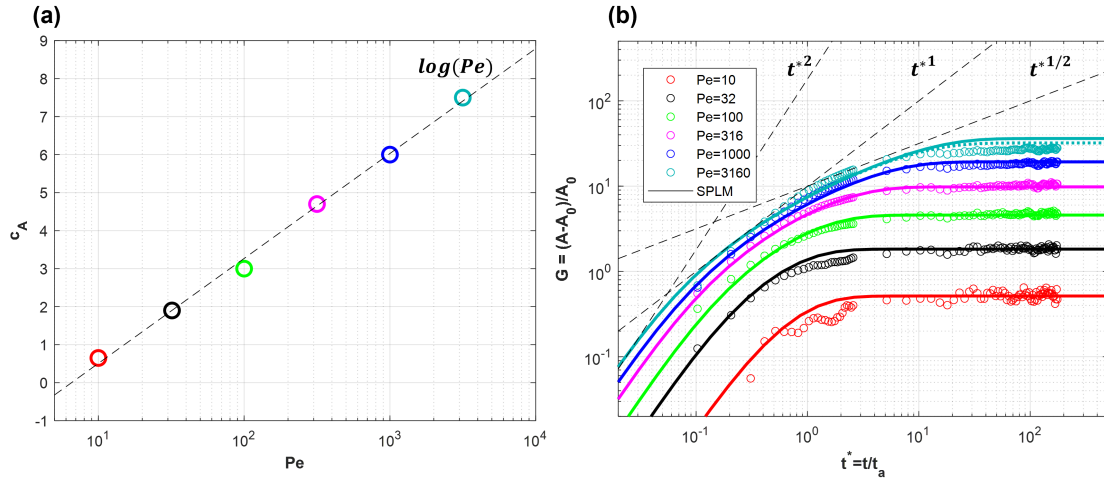 (a)
9
8
7
6
5
4
3
2
1
0
-1
c_A
log(Pe)
10^1
10^2
10^3
10^4
Pe
(b)
10^2
10^1
10^0
10^-1
G = (A-A_0)/A_0
t*^2
t*^1
t*^1/2
Pe=10
Pe=32
Pe=100
Pe=316
Pe=1000
Pe=3160
SPLM
10^-1
10^0
10^1
10^2
t^*=t/t_a